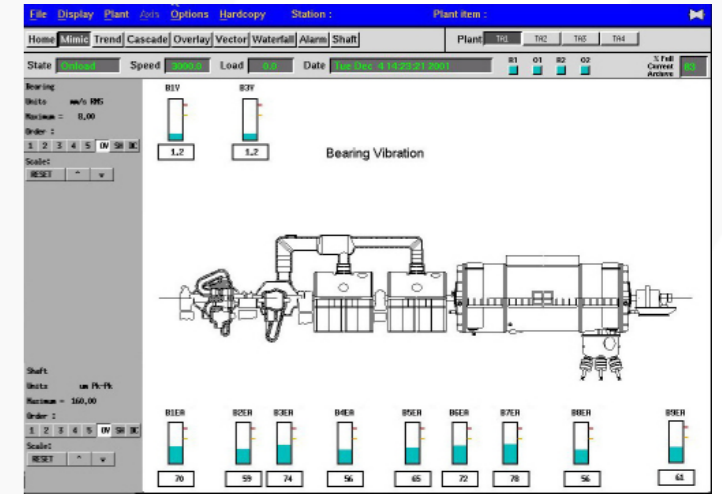 File Display Plant Axis Options Hardcopy Station : Plant item :
Home Mimic Trend Cascade Overlay Vector Waterfall Alarm Shaft Plant TA1 TA2 TA3 TA4
State Onload Speed 3000.0 Load 0.0 Date Tue Dec 4 14:23:21 2001 B1 O1 B2 O2 % Full Current Archive 83
Bearing
Units mm/s RMS
Maximum = 8.00
Order :
1 2 3 4 5 OV SH DC
Scale:
RESET ^ v
B1V B3V
1.2 1.2
Bearing Vibration
Shaft
Units um Pk-Pk
Maximum = 160.00
Order :
1 2 3 4 5 OV SH DC
Scale:
RESET ^ v
B1ER B2ER B3ER B4ER B5ER B6ER B7ER B8ER B9ER
70 59 74 56 65 72 78 56 61